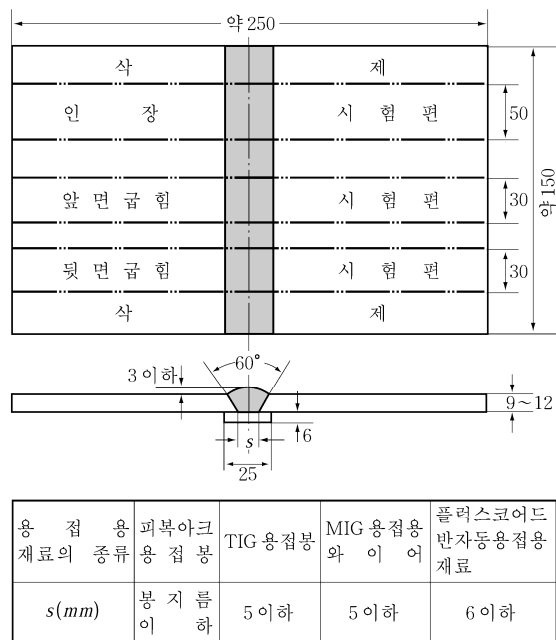 약 250
삭 제
인 장 시 험 편
50
앞 면 굽 힘 시 험 편
30
약 150
뒷 면 굽 힘 시 험 편
30
삭 제
60°
3 이하
9~12
s
6
25
용 접 용
재료의 종류
피복아크
용 접 봉
TIG 용접봉
MIG 용접용
와 이 어
플럭스코어드
반자동용접용
재료
s(mm)
봉 지 름
이 하
5 이하
5 이하
6 이하